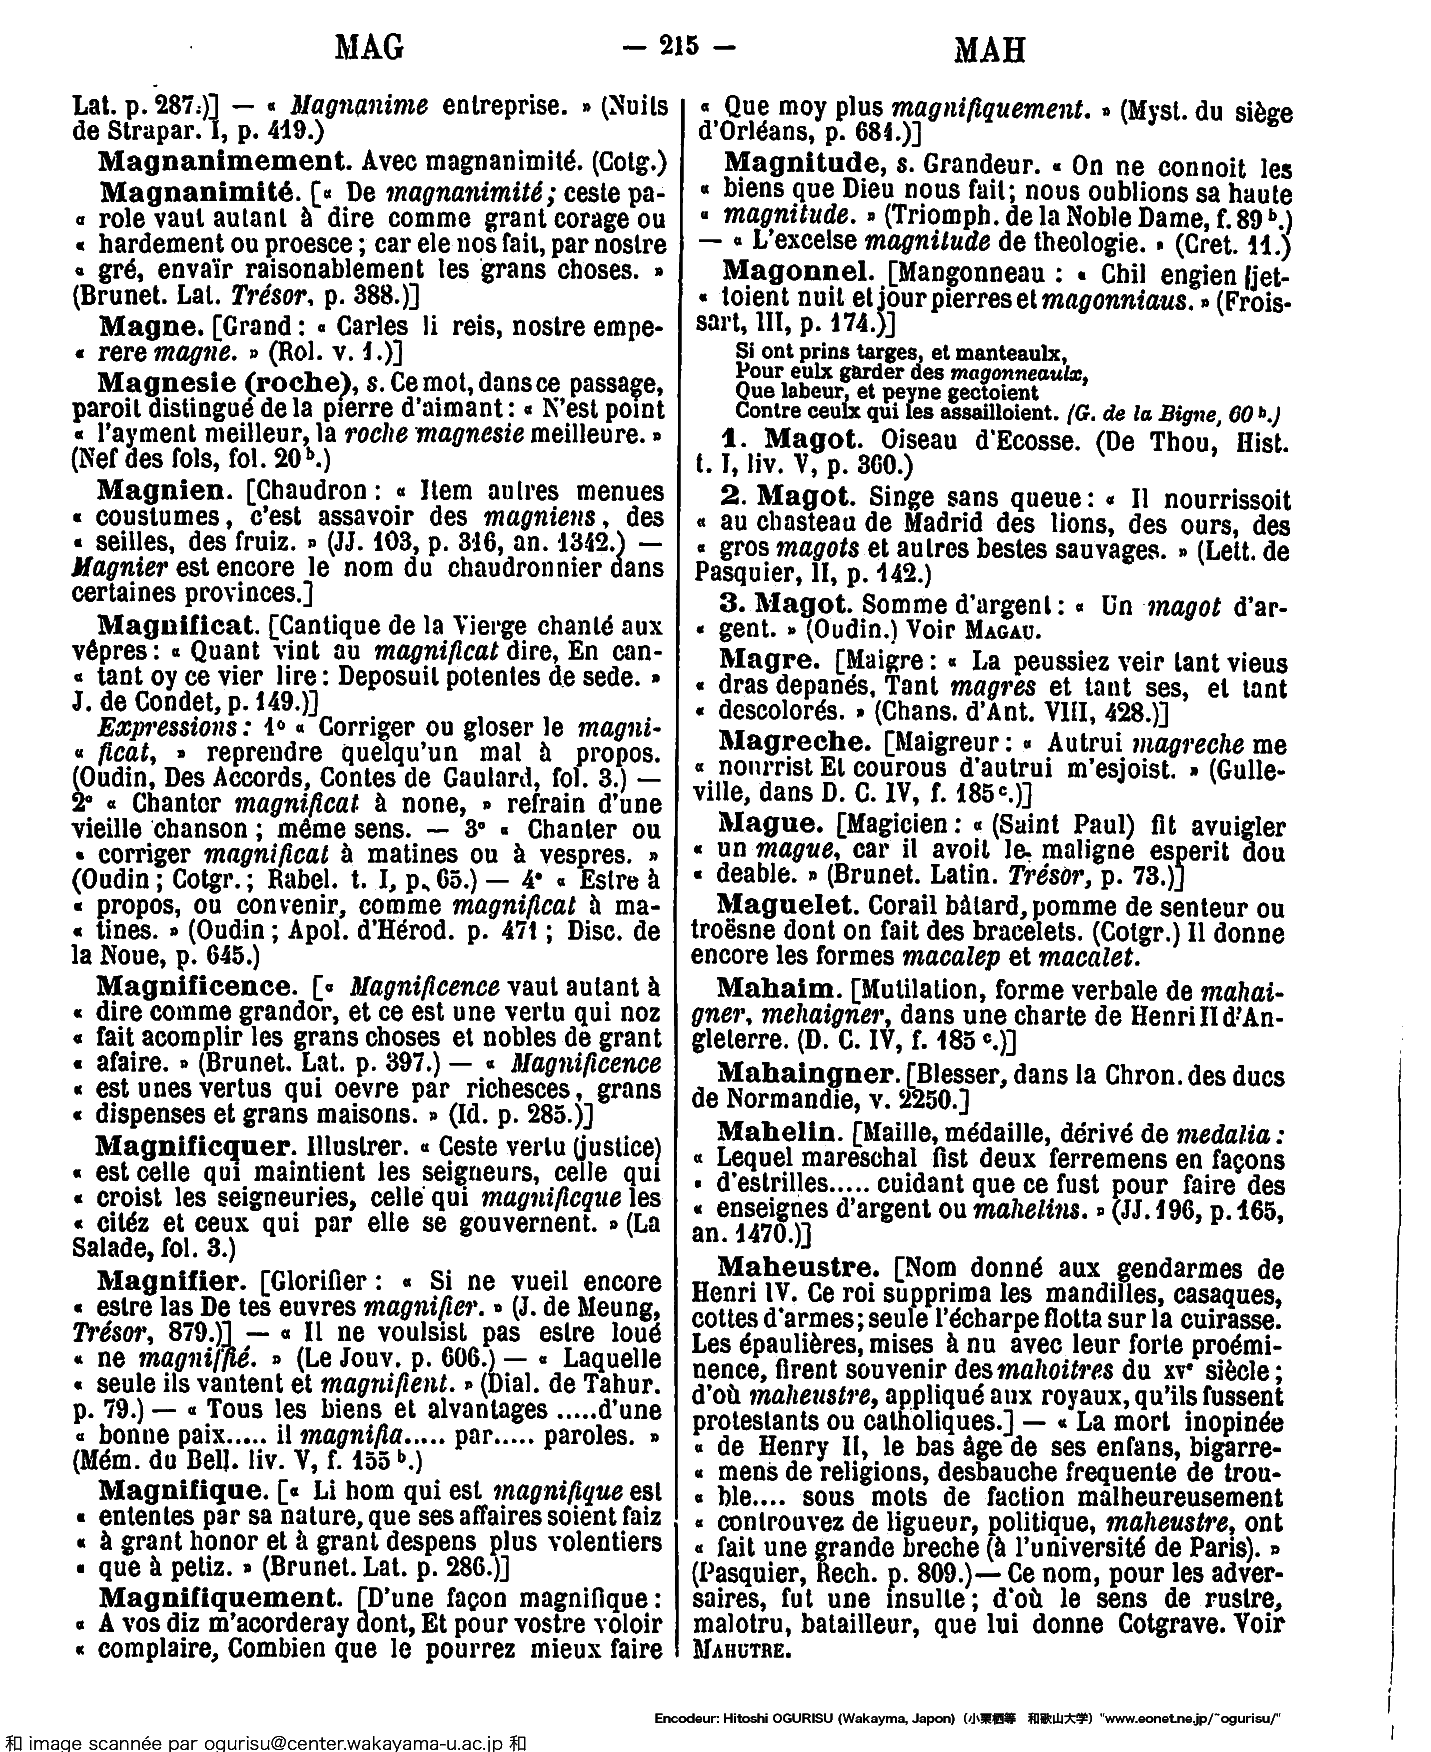 MAG — 215 — MAH
Lat. p. 287.)] — « Magnanime entreprise. » (Nuits
de Strapar. I, p. 419.)
Magnanimement. Avec magnanimité. (Cotg.)
Magnanimité. [« De magnanimité ; ceste pa-
« role vaut autant à dire comme grant corage ou
« hardement ou proesce ; car ele nos fait, par nostre
« gré, envaïr raisonablement les grans choses. »
(Brunet. Lat. Trésor, p. 388.)]
Magne. [Grand : « Carles li reis, nostre empe-
« rere magne. » (Rol. v. 1.)]
Magnesie (roche), s. Ce mot, dans ce passage,
paroit distingué de la pierre d'aimant : « N'est point
« l'ayment meilleur, la roche magnesie meilleure. »
(Nef des fols, fol. 20 b.)
Magnien. [Chaudron : « Item autres menues
« coustumes, c'est assavoir des magniens, des
« seilles, des fruiz. » (JJ. 103, p. 316, an. 1342.) —
Magnier est encore le nom du chaudronnier dans
certaines provinces.]
Magnificat. [Cantique de la Vierge chanté aux
vêpres : « Quant vint au magnificat dire, En can-
« tant oy ce vier lire : Deposuit potentes de sede. »
J. de Condet, p. 149.)]
Expressions : 1º « Corriger ou gloser le magni-
« ficat, » reprendre quelqu'un mal à propos.
(Oudin, Des Accords, Contes de Gaulard, fol. 3.) —
2º « Chanter magnificat à none, » refrain d'une
vieille chanson ; même sens. — 3º « Chanter ou
« corriger magnificat à matines ou à vespres. »
(Oudin ; Cotgr. ; Rabel. t. I, p. 65.) — 4º « Estre à
« propos, ou convenir, comme magnificat à ma-
« tines. » (Oudin ; Apol. d'Hérod. p. 471 ; Disc. de
la Noue, p. 645.)
Magnificence. [« Magnificence vaut autant à
« dire comme grandor, et ce est une vertu qui noz
« fait acomplir les grans choses et nobles de grant
« afaire. » (Brunet. Lat. p. 397.) — « Magnificence
« est unes vertus qui oevre par richesces, grans
« dispenses et grans maisons. » (Id. p. 285.)]
Magnificquer. Illustrer. « Ceste vertu (justice)
« est celle qui maintient les seigneurs, celle qui
« croist les seigneuries, celle qui magnificque les
« citéz et ceux qui par elle se gouvernent. » (La
Salade, fol. 3.)
Magnifier. [Glorifier : « Si ne vueil encore
« estre las De tes euvres magnifier. » (J. de Meung,
Trésor, 879.)] — « Il ne voulsist pas estre loué
« ne magniffié. » (Le Jouv. p. 606.) — « Laquelle
« seule ils vantent et magnifient. » (Dial. de Tahur.
p. 79.) — « Tous les biens et alvantages .....d'une
« bonne paix..... il magnifia..... par..... paroles. »
(Mém. du Bell. liv. V, f. 155 b.)
Magnifique. [« Li hom qui est magnifique est
« ententes par sa nature, que ses affaires soient faiz
« à grant honor et à grant despens plus volentiers
« que à petiz. » (Brunet. Lat. p. 286.)]
Magnifiquement. [D'une façon magnifique :
« A vos diz m'acorderay dont, Et pour vostre voloir
« complaire, Combien que le pourrez mieux faire
« Que moy plus magnifiquement. » (Myst. du siège
d'Orléans, p. 684.)]
Magnitude, s. Grandeur. « On ne connoit les
« biens que Dieu nous fait ; nous oublions sa haute
« magnitude. » (Triomph. de la Noble Dame, f. 89 b.)
— « L'excelse magnitude de theologie. » (Cret. 11.)
Magonnel. [Mangonneau : « Chil engien [jet-
« toient nuit et jour pierres et magonniaus. » (Frois-
sart, III, p. 174.)]
Si ont prins targes, et manteaulx,
Pour eulx garder des magonneaulx,
Que labeur, et peyne gectoient
Contre ceulx qui les assailloient. (G. de la Bigne, 60 b.)
1. Magot. Oiseau d'Ecosse. (De Thou, Hist.
t. I, liv. V, p. 360.)
2. Magot. Singe sans queue : « Il nourrissoit
« au chasteau de Madrid des lions, des ours, des
« gros magots et autres bestes sauvages. » (Lett. de
Pasquier, II, p. 142.)
3. Magot. Somme d'argent : « Un magot d'ar-
« gent. » (Oudin.) Voir MAGAU.
Magre. [Maigre : « La peussiez veir tant vieus
« dras depanés, Tant magres et tant ses, et tant
« descolorés. » (Chans. d'Ant. VIII, 428.)]
Magreche. [Maigreur : « Autrui magreche me
« nourrist Et courous d'autrui m'esjoist. » (Guile-
ville, dans D. C. IV, f. 185 c.)]
Mague. [Magicien : « (Saint Paul) fit avuigler
« un mague, car il avoit le maligne esperit dou
« deable. » (Brunet. Latin. Trésor, p. 73.)]
Maguelet. Corail bâtard, pomme de senteur ou
troësne dont on fait des bracelets. (Cotgr.) Il donne
encore les formes macalep et macalet.
Mahaim. [Mutilation, forme verbale de mahai-
gner, mehaigner, dans une charte de Henri II d'An-
gleterre. (D. C. IV, f. 185 c.)]
Mahaingner. [Blesser, dans la Chron. des ducs
de Normandie, v. 2250.]
Mahelin. [Maille, médaille, dérivé de medalia :
« Lequel mareschal fist deux ferremens en façons
« d'estrilles..... cuidant que ce fust pour faire des
« enseignes d'argent ou mahelins. » (JJ. 196, p. 165,
an. 1470.)]
Maheustre. [Nom donné aux gendarmes de
Henri IV. Ce roi supprima les mandilles, casaques,
cottes d'armes ; seule l'écharpe flotta sur la cuirasse.
Les épaulières, mises à nu avec leur forte proémi-
nence, firent souvenir des mahoitres du XVe siècle ;
d'où maheustre, appliqué aux royaux, qu'ils fussent
protestants ou catholiques.] — « La mort inopinée
« de Henry II, le bas âge de ses enfans, bigarre-
« mens de religions, desbauche frequente de trou-
« ble.... sous mots de faction malheureusement
« controuvez de ligueur, politique, maheustre, ont
« fait une grande breche (à l'université de Paris). »
(Pasquier, Rech. p. 809.) — Ce nom, pour les adver-
saires, fut une insulte ; d'où le sens de rustre,
malotru, batailleur, que lui donne Cotgrave. Voir
MAHUTRE.
Encodeur: Hitoshi OGURISU (Wakayma, Japon) (小栗栖等 和歌山大学) "www.eonet.ne.jp/~ogurisu/"
和 image scannée par ogurisu@center.wakayama-u.ac.jp 和